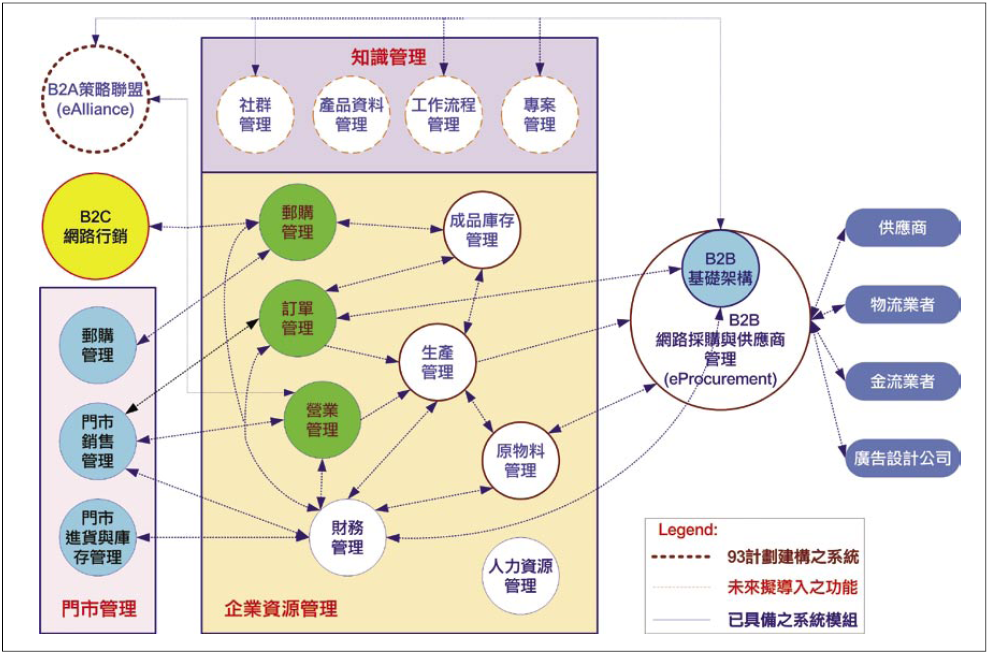 知識管理
B2A策略聯盟
(eAlliance)
社群
管理
產品資料
管理
工作流程
管理
專案
管理
B2C
網路行銷
郵購
管理
成品庫存
管理
供應商
B2B
基礎架構
訂單
管理
物流業者
郵購
管理
B2B
網路採購與供應商
管理
(eProcurement)
生產
管理
金流業者
營業
管理
門市
銷售
管理
原物料
管理
廣告設計公司
門市
進貨與庫
存管理
財務
管理
人力資源
管理
門市管理
企業資源管理
Legend:
93計劃建構之系統
未來擬導入之功能
已具備之系統模組